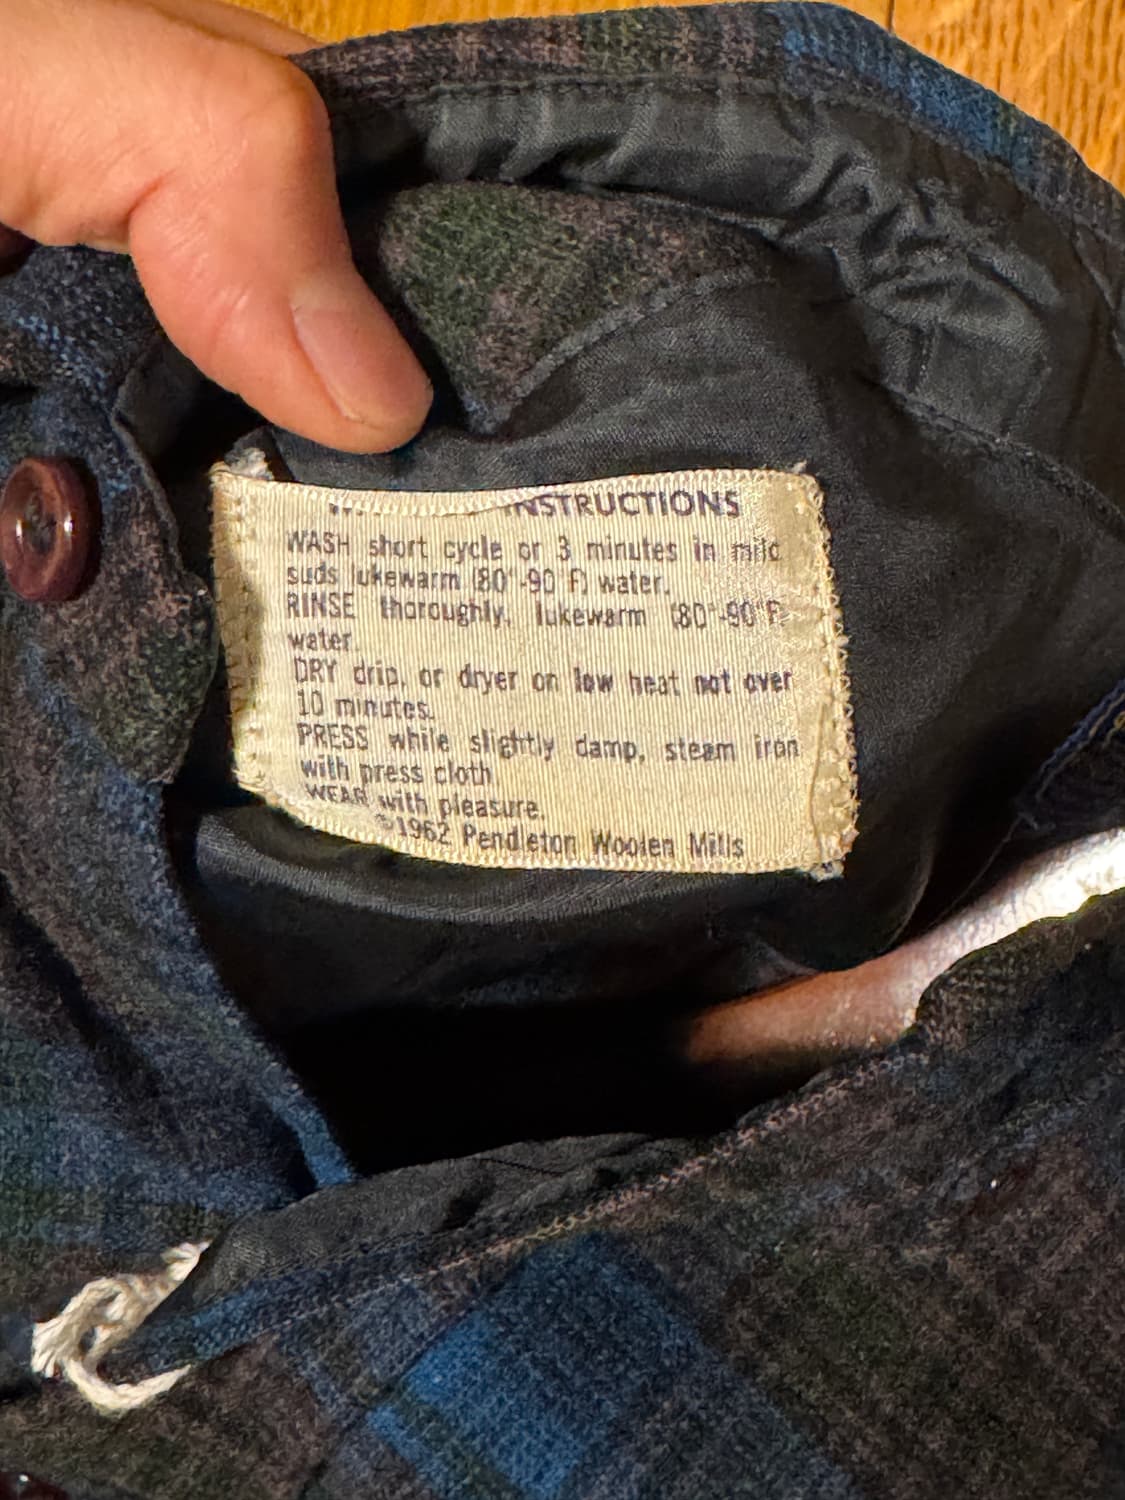 INSTRUCTIONS
WASH short cycle or 3 minutes in mild
suds lukewarm (80°-90°F) water.
RINSE thoroughly, lukewarm (80°-90°F)
water.
DRY drip, or dryer on low heat not over
10 minutes.
PRESS while slightly damp, steam iron
with press cloth
WEAR with pleasure.
©1962 Pendleton Woolen Mills